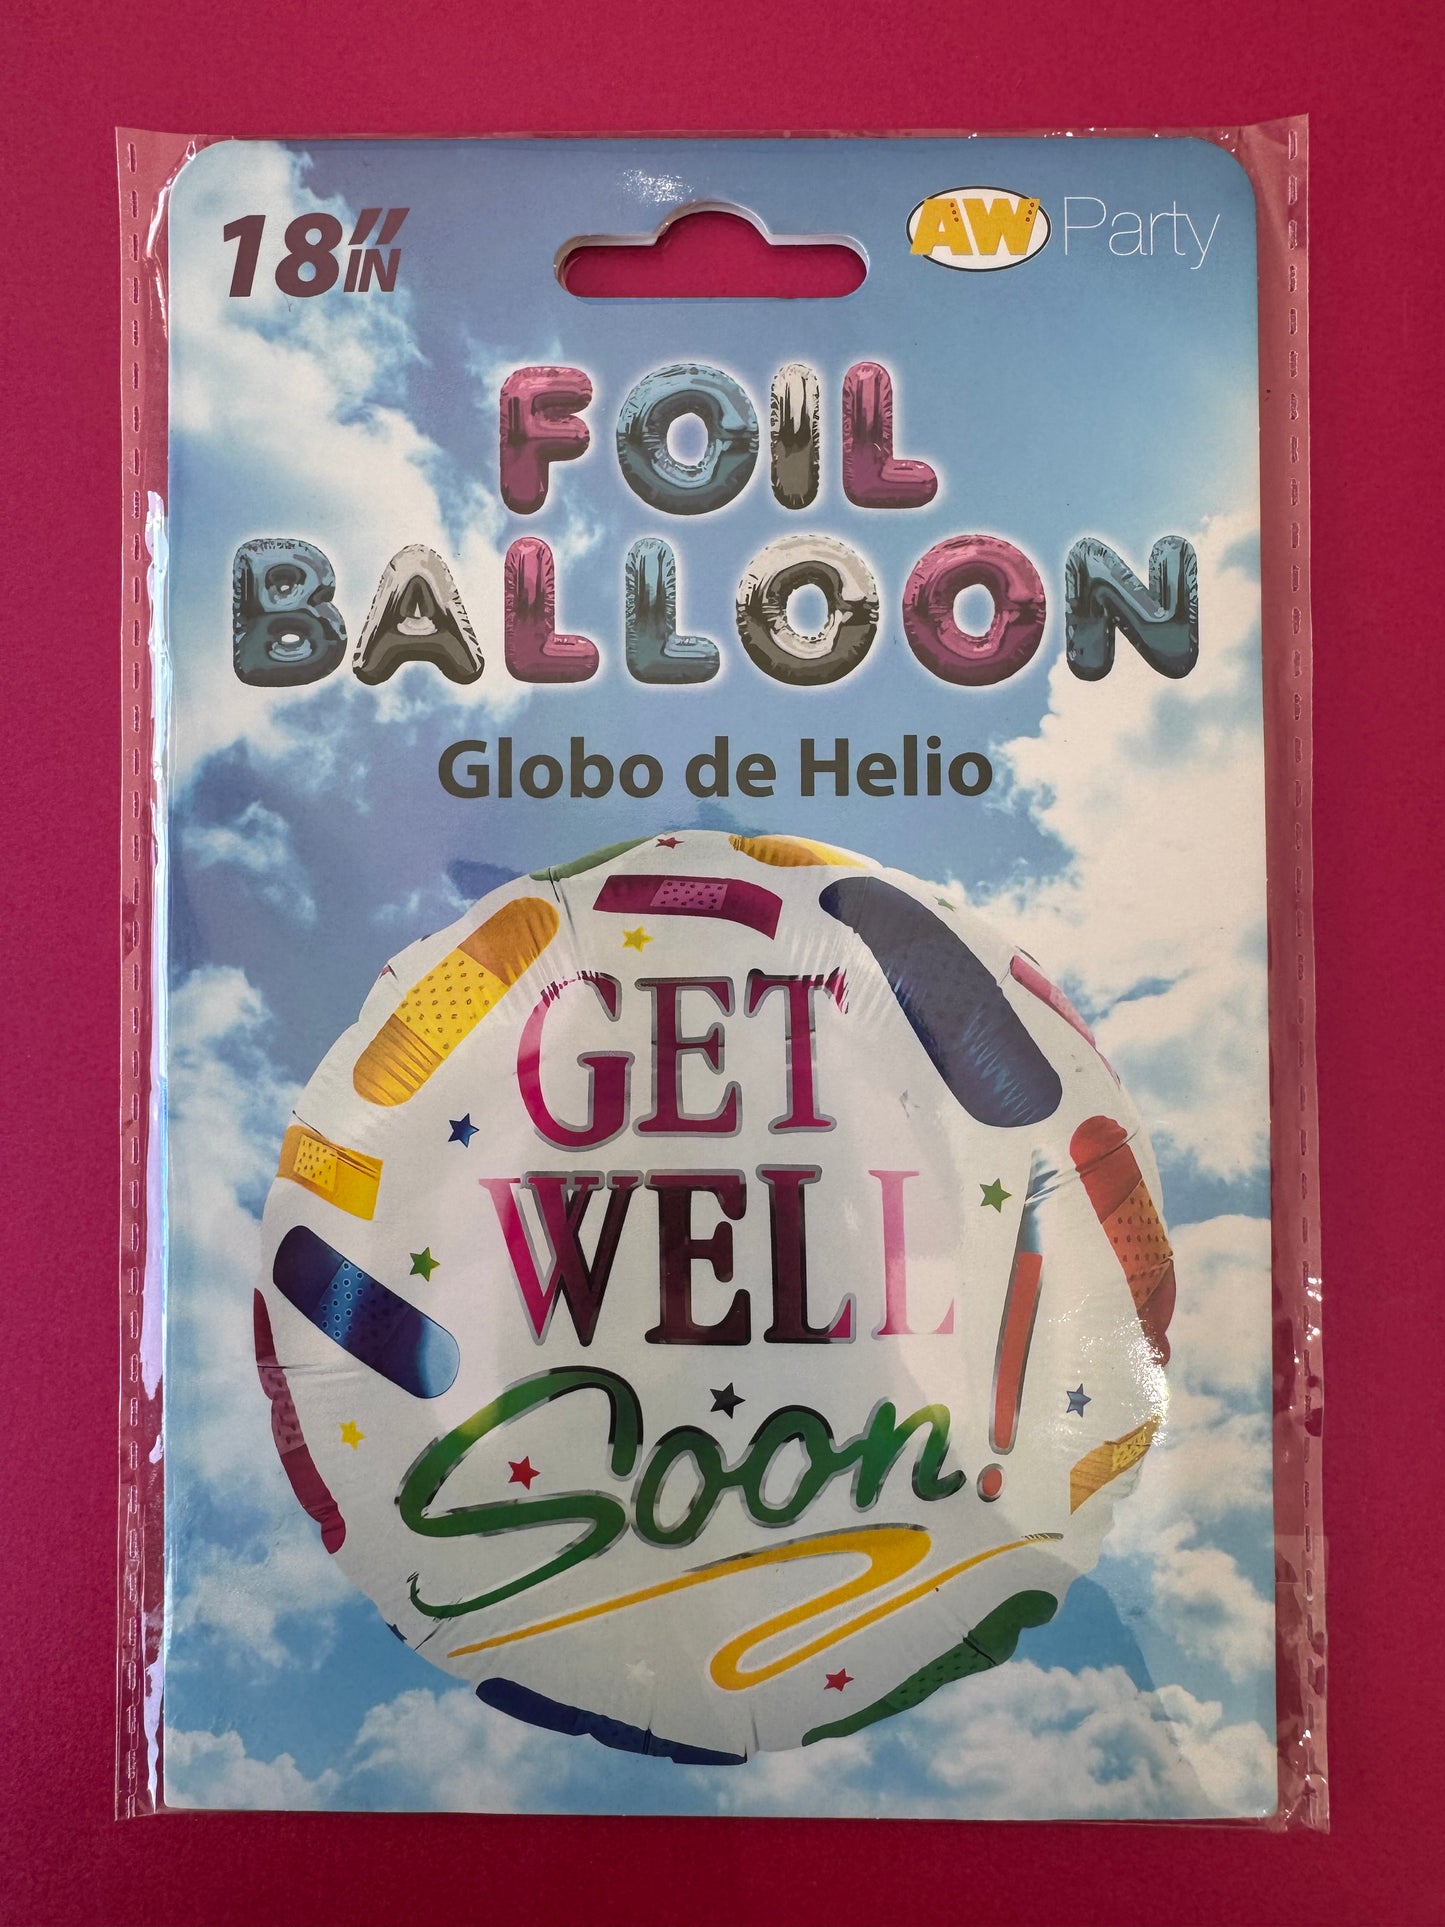 18" IN
AW Party
FOIL
BALLOON
Globo de Helio
GET
WELL
Soon!